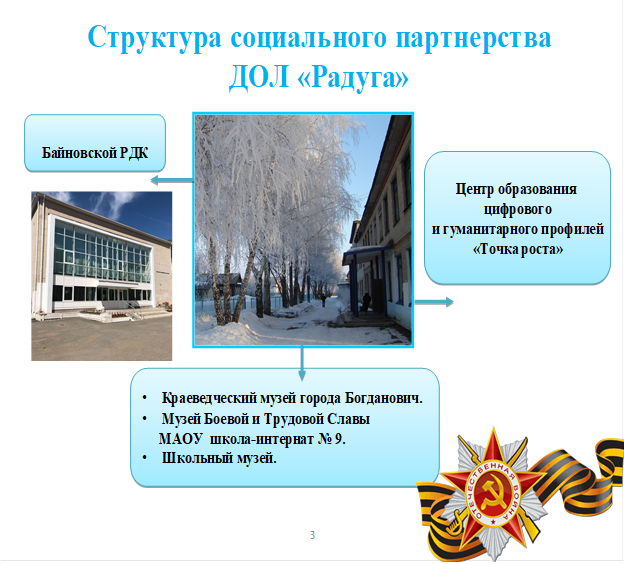 Структура социального партнерства
ДОЛ «Радуга»
Байновской РДК
Центр образования
цифрового
и гуманитарного профилей
«Точка роста»
• Краеведческий музей города Богданович.
• Музей Боевой и Трудовой Славы
МАОУ школа-интернат № 9.
• Школьный музей.
ОТЕЧЕСТВЕННАЯ ВОЙНА
3